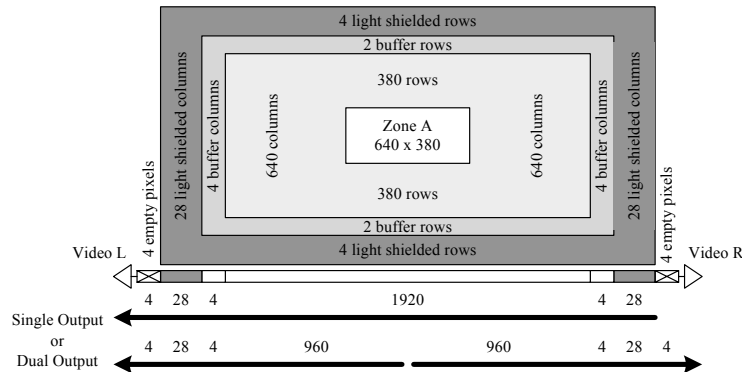 4 light shielded rows
2 buffer rows
380 rows
28 light shielded columns
4 buffer columns
640 columns
Zone A
640 x 380
640 columns
4 buffer columns
28 light shielded columns
380 rows
2 buffer rows
4 light shielded rows
4 empty pixels
4 empty pixels
Video L
Video R
4 28 4 1920 4 28
Single Output
or
Dual Output
4 28 4 960 960 4 28 4